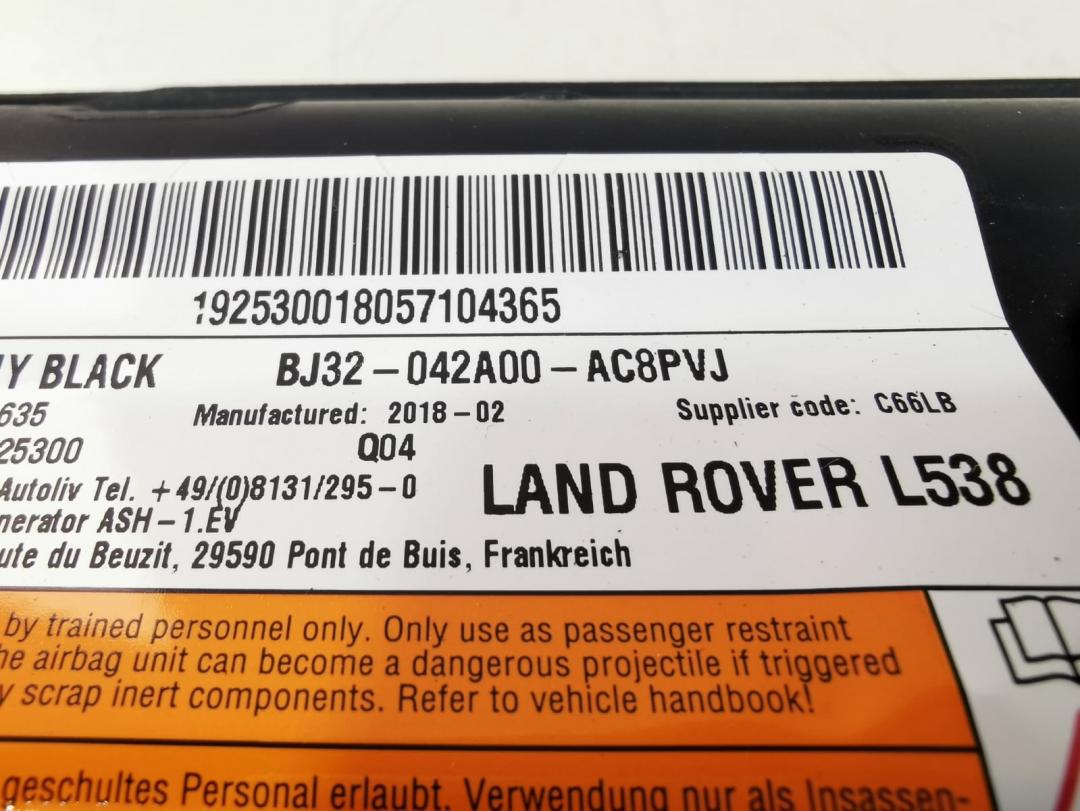 19253001805​7104365
Y BLACK BJ32-042A00-AC8PVJ
635 Manufactured: 2018-02 Supplier code: C66LB
25300 Q04
Autoliv Tel. +49/(0)8131/295-0 LAND ROVER L538
nerator ASH-1.EV
ute du Beuzit, 29590 Pont de Buis, Frankreich
by trained personnel only. Only use as passenger restraint
he airbag unit can become a dangerous projectile if triggered
y scrap inert components. Refer to vehicle handbook!
geschultes Personal erlaubt. Verwendung nur als Insassen-